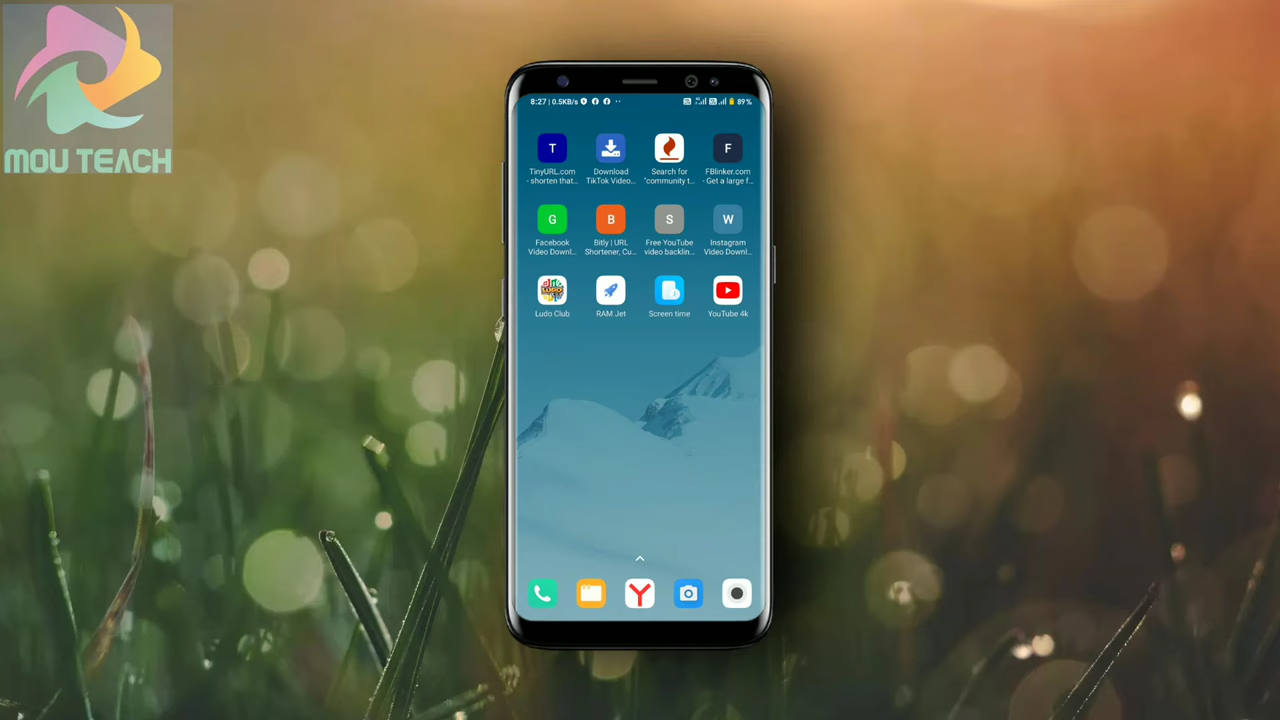 MOU TEACH
8:27 | 0.5KB/s
89%
T
F
TinyURL.com
- shorten that...
Download
TikTok Video...
Search for
"community t...
FBlinker.com
- Get a large f...
G
B
S
W
Facebook
Video Downl...
Bitly | URL
Shortener, Cu...
Free YouTube
video backlin...
Instagram
Video Downl...
LUDO
Ludo Club
RAM Jet
Screen time
YouTube 4k